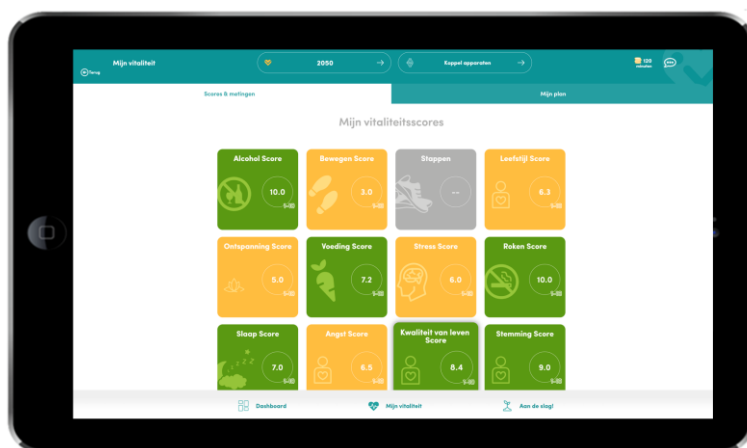 Mijn vitaliteit
2050
Koppel apparaten
100
Terug
Scores & metingen
Mijn plan
Mijn vitaliteitsscores
Alcohol Score
10.0
Bewegen Score
3.0
Stappen
--
Leefstijl Score
6.3
Ontspanning Score
5.0
Voeding Score
7.2
Stress Score
6.0
Roken Score
10.0
Slaap Score
7.0
Angst Score
6.5
Kwaliteit van leven
Score
8.4
Stemming Score
9.0
Dashboard
Mijn vitaliteit
Aan de slag!